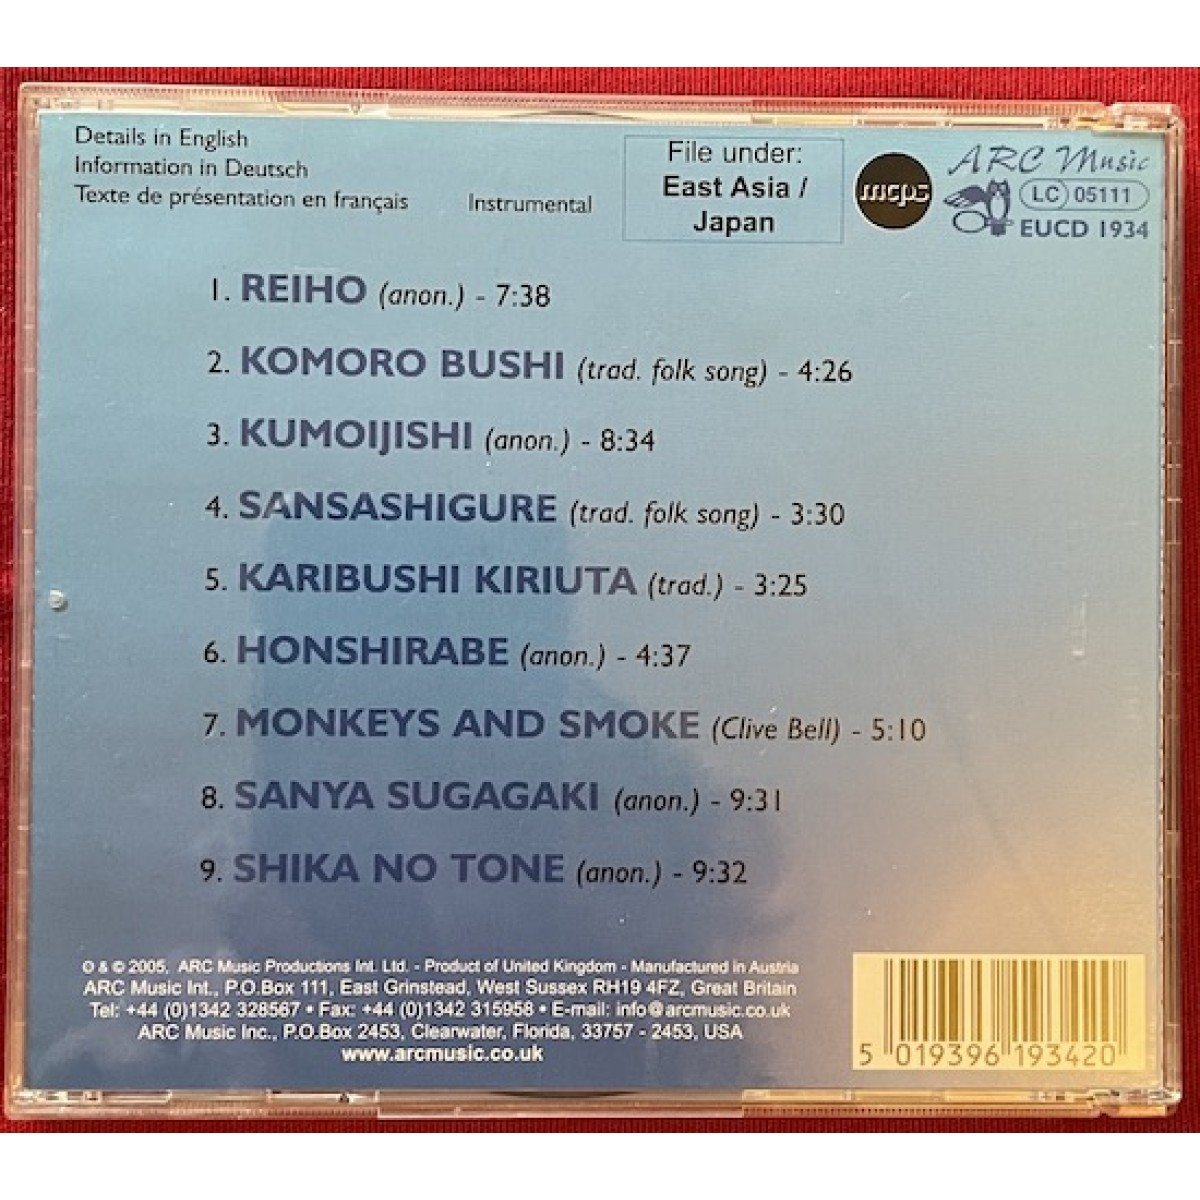 Details in English
Information in Deutsch
Texte de présentation en français
Instrumental
File under:
East Asia /
Japan
mcps
ARC Music
LC 05111
EUCD 1934
1. REIHO (anon.) - 7:38
2. KOMORO BUSHI (trad. folk song) - 4:26
3. KUMOIJISHI (anon.) - 8:34
4. SANSASHIGURE (trad. folk song) - 3:30
5. KARIBUSHI KIRIUTA (trad.) - 3:25
6. HONSHIRABE (anon.) - 4:37
7. MONKEYS AND SMOKE (Clive Bell) - 5:10
8. SANYA SUGAGAKI (anon.) - 9:31
9. SHIKA NO TONE (anon.) - 9:32
O & © 2005, ARC Music Productions Int. Ltd. - Product of United Kingdom - Manufactured in Austria
ARC Music Int., P.O.Box 111, East Grinstead, West Sussex RH19 4FZ, Great Britain
Tel: +44 (0)1342 328567 • Fax: +44 (0)1342 315958 • E-mail: info@arcmusic.co.uk
ARC Music Inc., P.O.Box 2453, Clearwater, Florida, 33757 - 2453, USA
www.arcmusic.co.uk
5 019396 193420